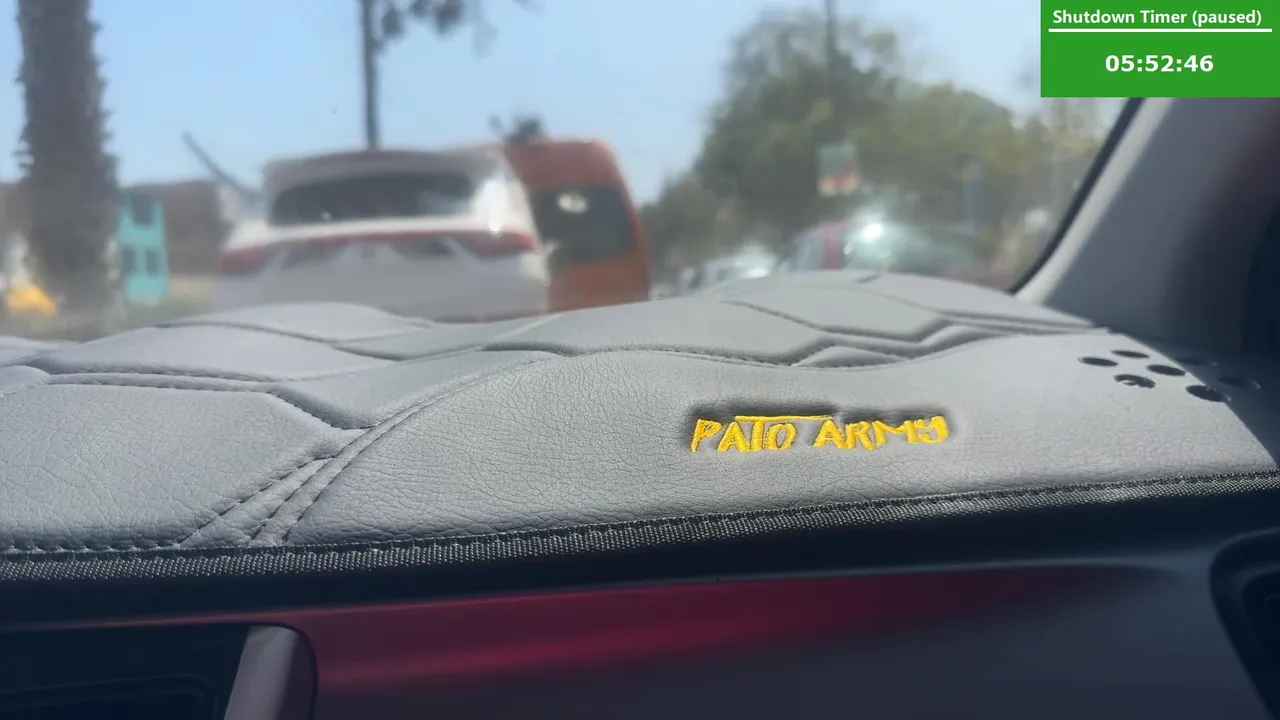 Shutdown Timer (paused)
05:52:46
PATO ARMY